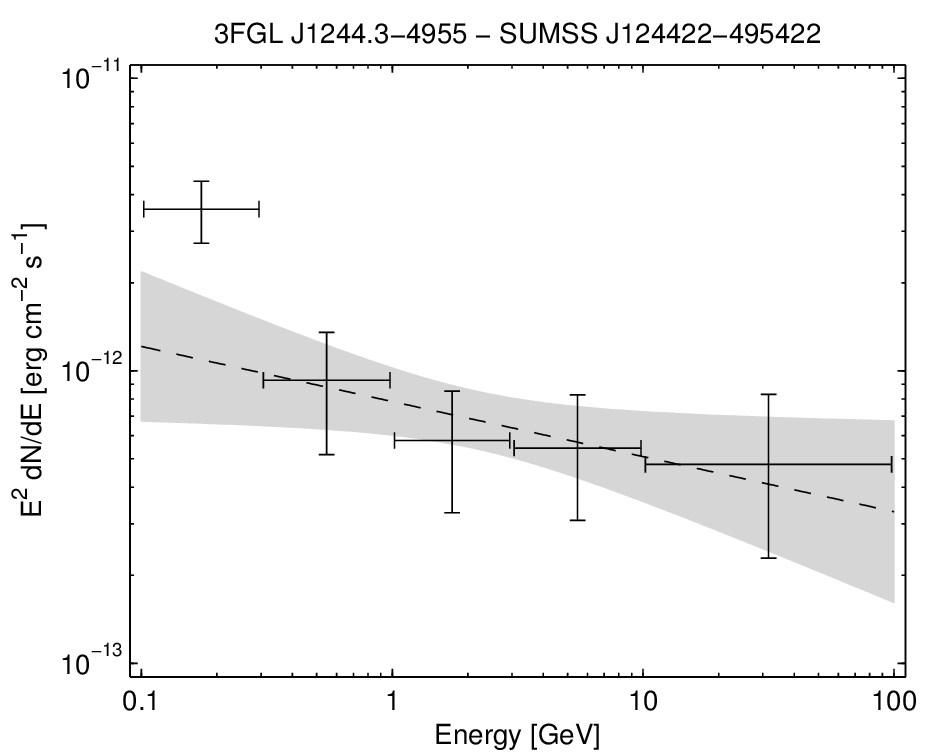 3FGL J1244.3−4955 − SUMSS J124422−495422
E² dN/dE [erg cm⁻² s⁻¹]
10⁻¹¹
10⁻¹²
10⁻¹³
0.1 1 10 100
Energy [GeV]